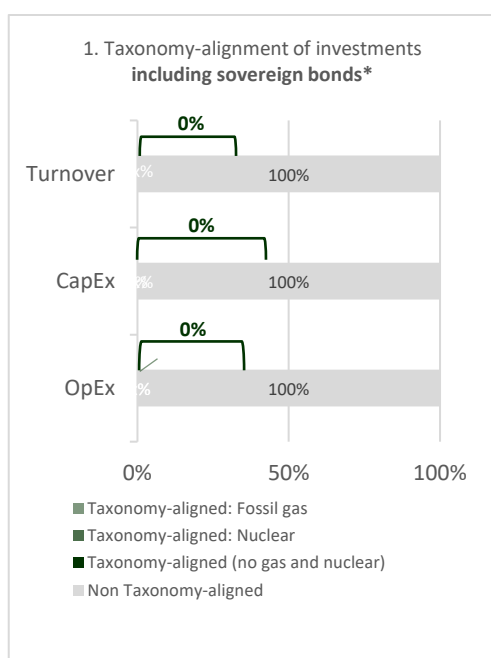 1. Taxonomy-alignment of investments
including sovereign bonds*
0%
Turnover
100%
0%
CapEx
100%
0%
OpEx
100%
0% 50% 100%
Taxonomy-aligned: Fossil gas
Taxonomy-aligned: Nuclear
Taxonomy-aligned (no gas and nuclear)
Non Taxonomy-aligned